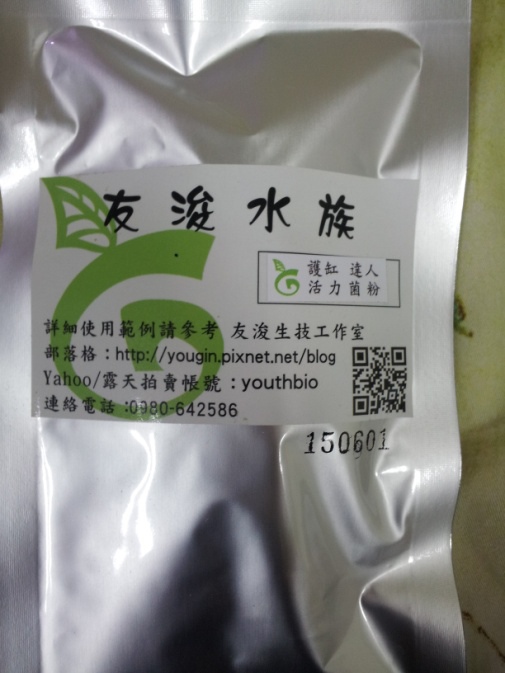 友浚水族
護缸 達人
活力菌粉
詳細使用範例請參考 友浚生技工作室
部落格：http://yougin.pixnet.net/blog
Yahoo/露天拍賣帳號：youthbio
連絡電話：0980-642586
150601